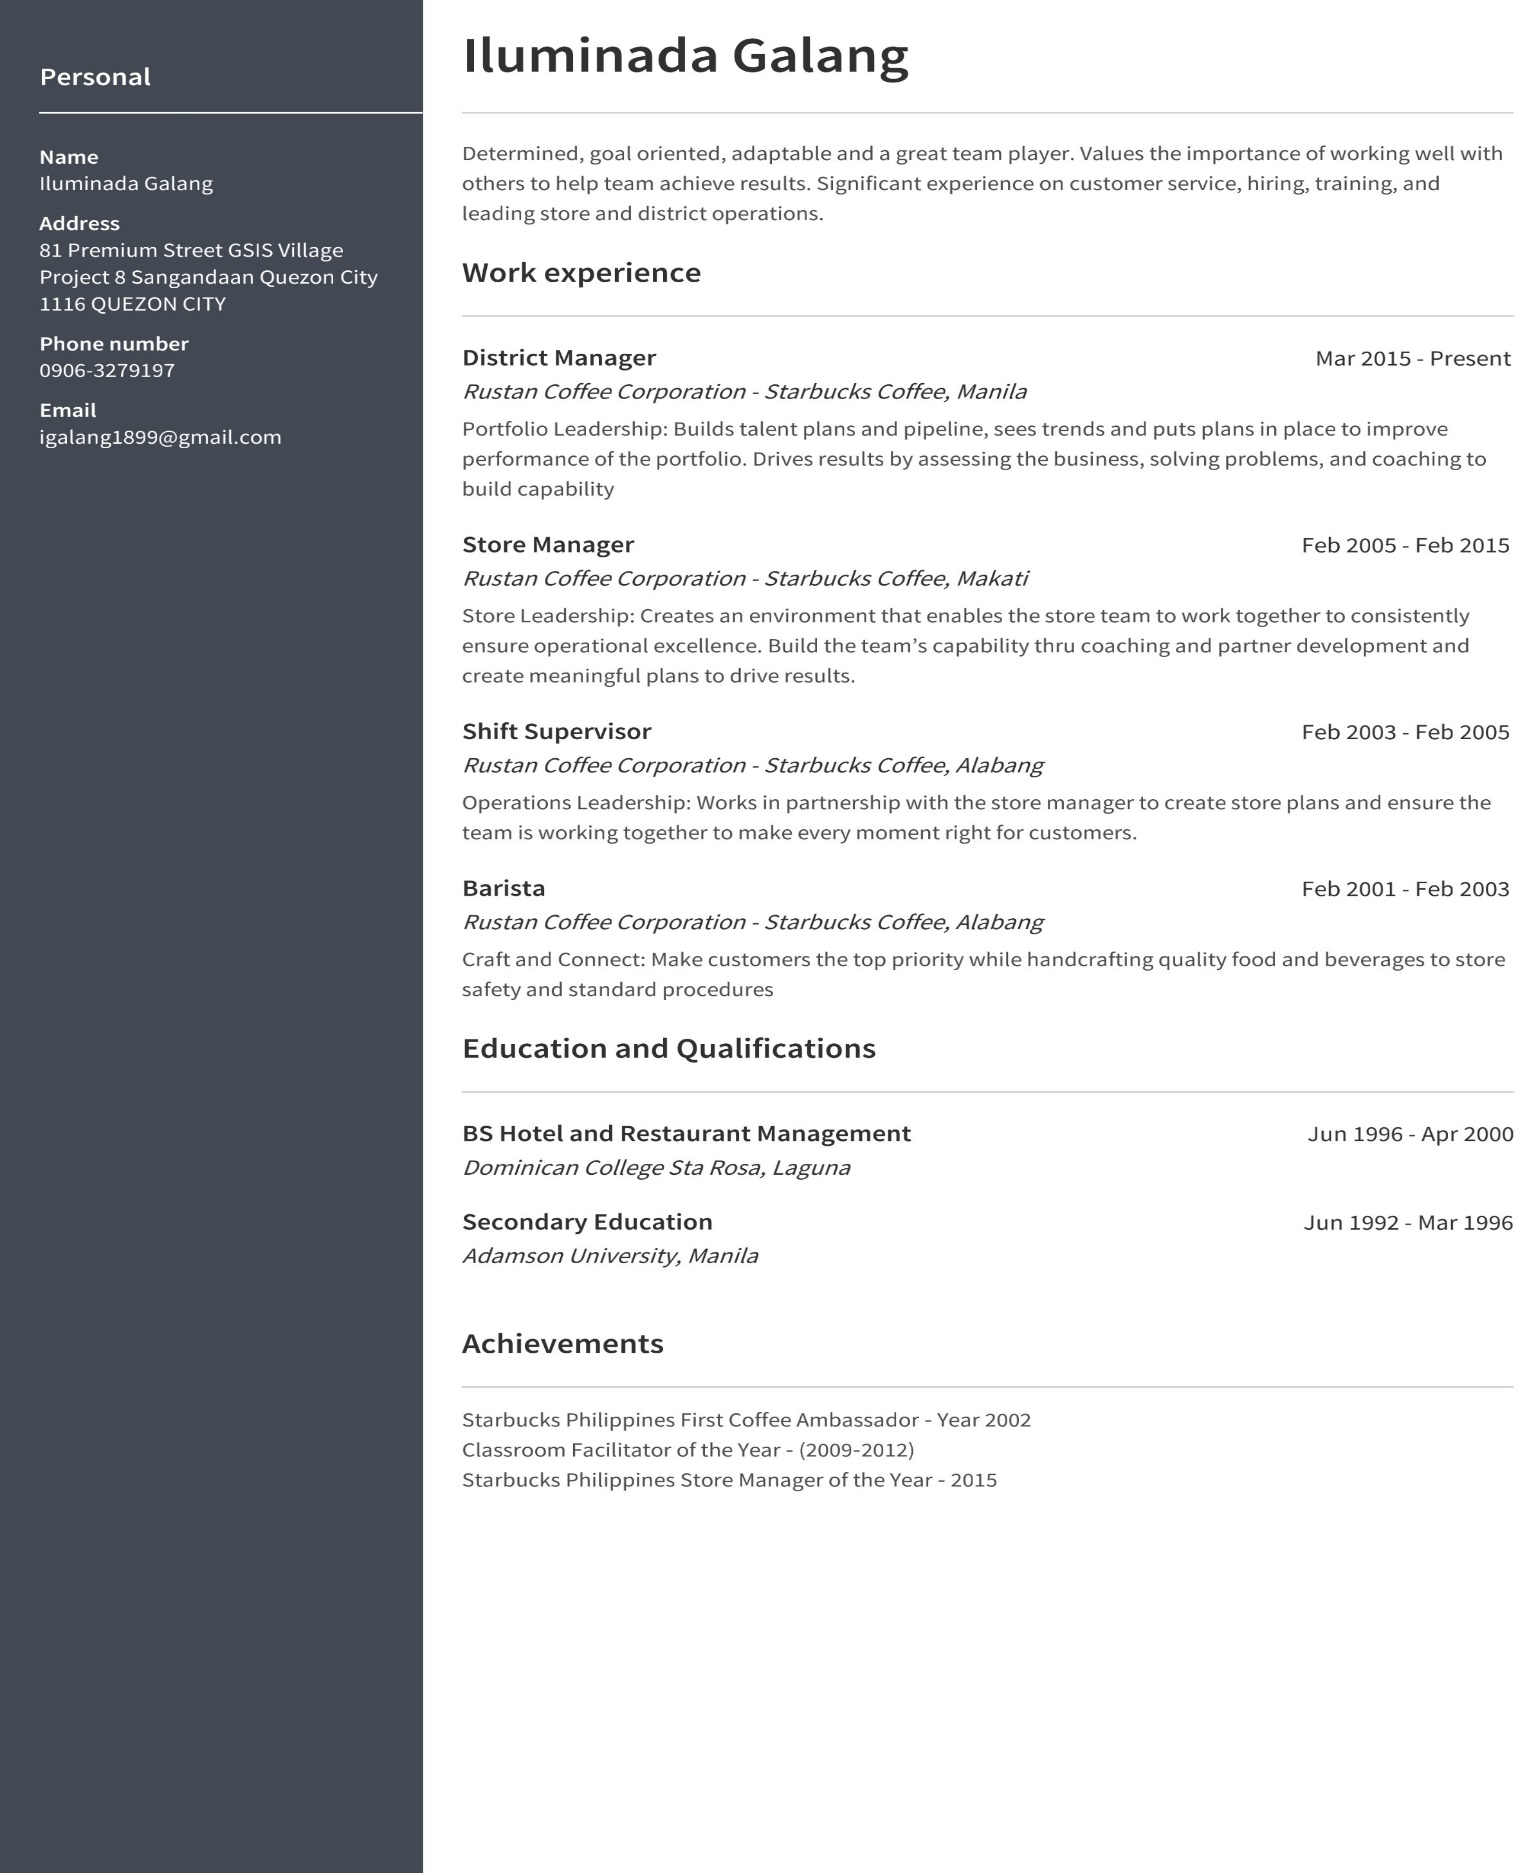 Personal
Name
Iluminada Galang
Address
81 Premium Street GSIS Village
Project 8 Sangandaan Quezon City
1116 QUEZON CITY
Phone number
0906-3279197
Email
igalang1899@gmail.com
Iluminada Galang
Determined, goal oriented, adaptable and a great team player. Values the importance of working well with
others to help team achieve results. Significant experience on customer service, hiring, training, and
leading store and district operations.
Work experience
District Manager Mar 2015 - Present
Rustan Coffee Corporation - Starbucks Coffee, Manila
Portfolio Leadership: Builds talent plans and pipeline, sees trends and puts plans in place to improve
performance of the portfolio. Drives results by assessing the business, solving problems, and coaching to
build capability
Store Manager Feb 2005 - Feb 2015
Rustan Coffee Corporation - Starbucks Coffee, Makati
Store Leadership: Creates an environment that enables the store team to work together to consistently
ensure operational excellence. Build the team’s capability thru coaching and partner development and
create meaningful plans to drive results.
Shift Supervisor Feb 2003 - Feb 2005
Rustan Coffee Corporation - Starbucks Coffee, Alabang
Operations Leadership: Works in partnership with the store manager to create store plans and ensure the
team is working together to make every moment right for customers.
Barista Feb 2001 - Feb 2003
Rustan Coffee Corporation - Starbucks Coffee, Alabang
Craft and Connect: Make customers the top priority while handcrafting quality food and beverages to store
safety and standard procedures
Education and Qualifications
BS Hotel and Restaurant Management Jun 1996 - Apr 2000
Dominican College Sta Rosa, Laguna
Secondary Education Jun 1992 - Mar 1996
Adamson University, Manila
Achievements
Starbucks Philippines First Coffee Ambassador - Year 2002
Classroom Facilitator of the Year - (2009-2012)
Starbucks Philippines Store Manager of the Year - 2015